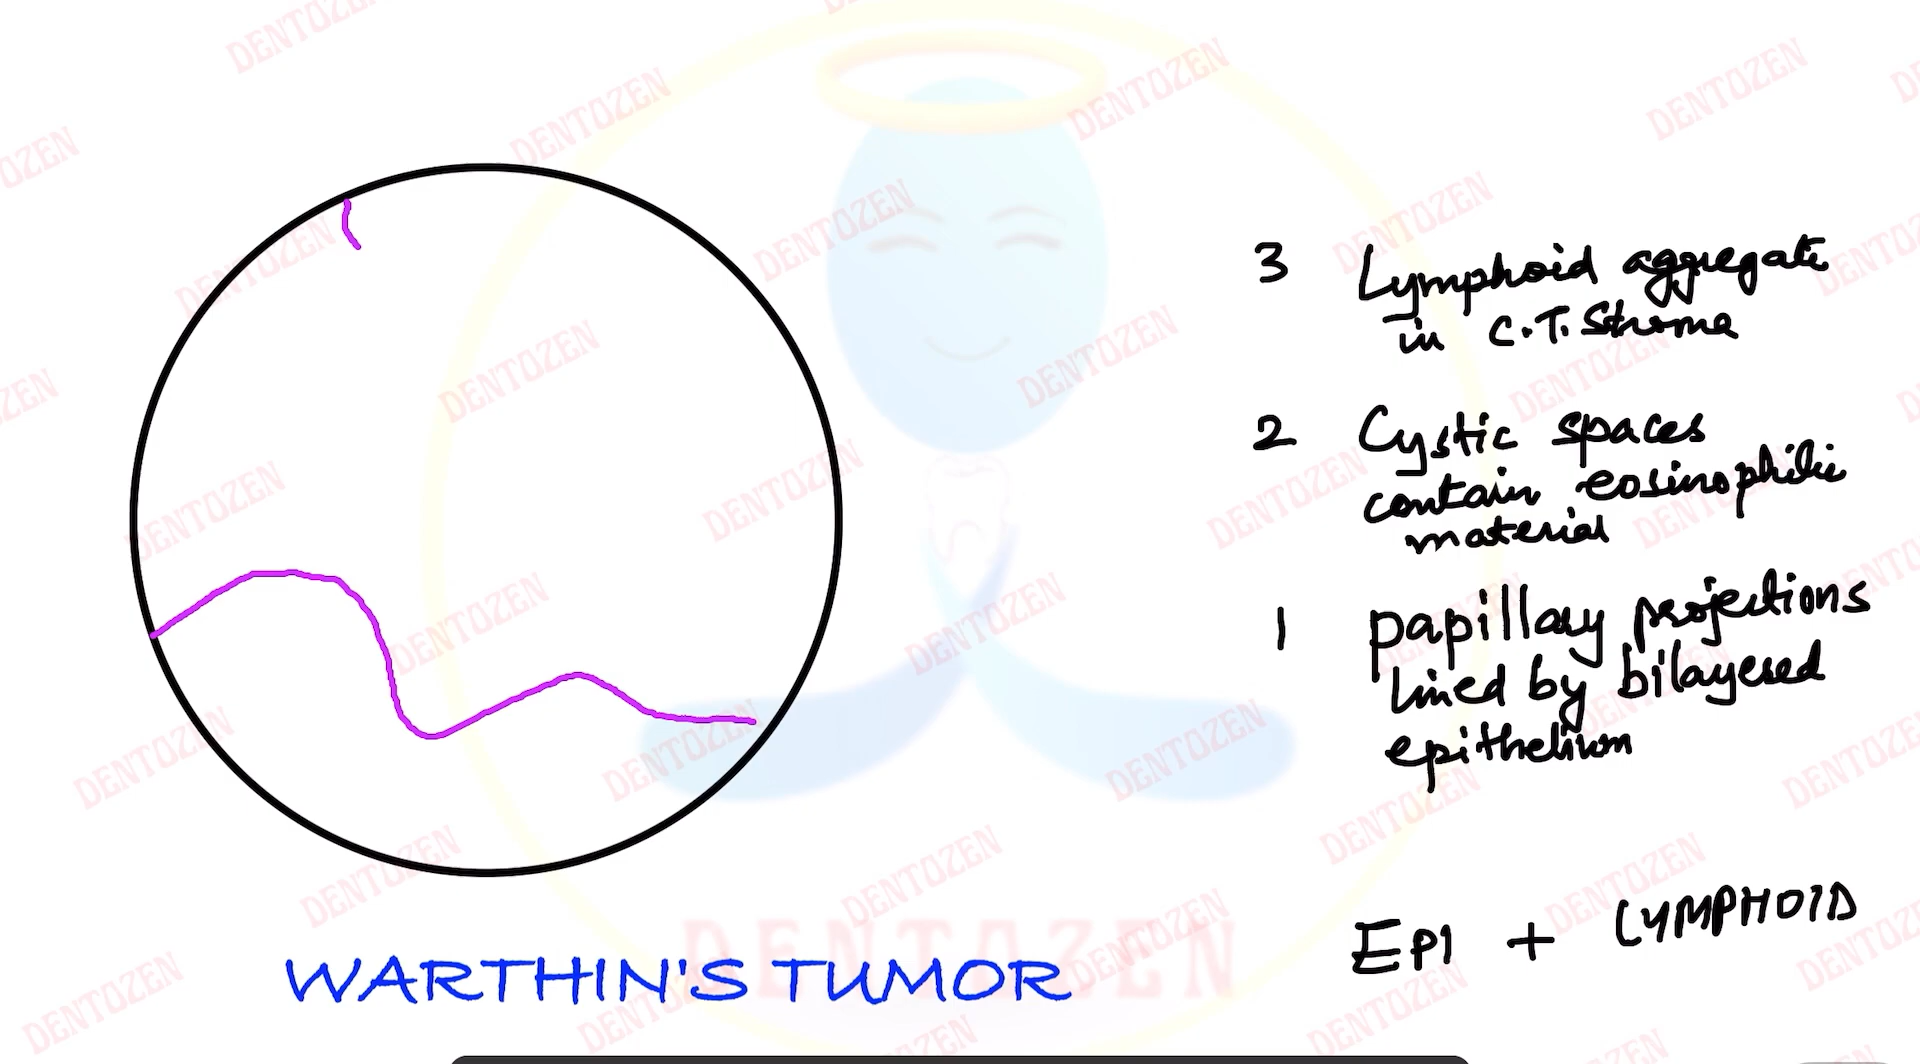 3 Lymphoid aggregate
in C.T. Stroma
2 Cystic spaces
contain eosinophilic
material
1 papillary projections
lined by bilayered
epithelium
EPI + LYMPHOID
WARTHIN'S TUMOR
DENTOZEN